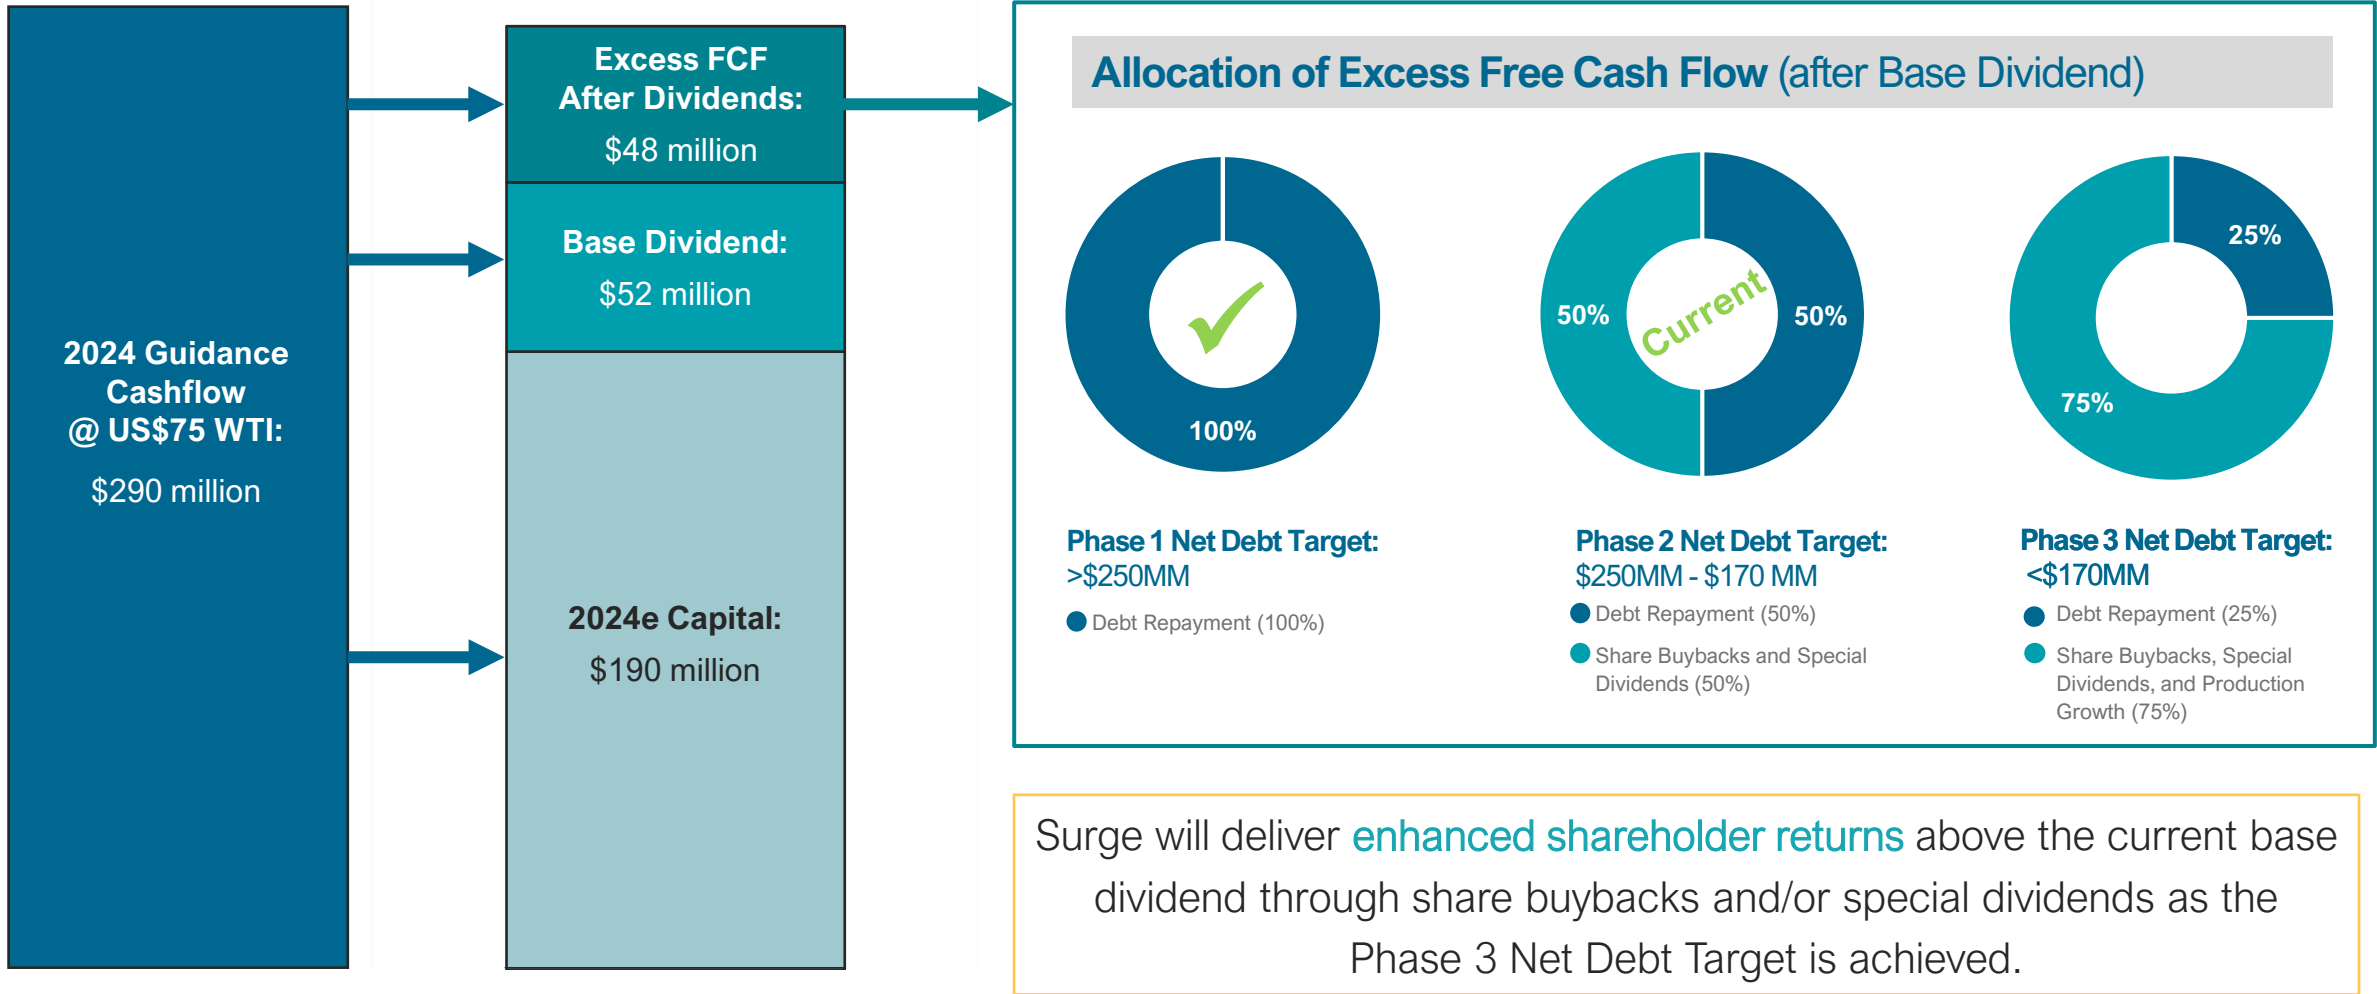 2024 Guidance
Cashflow
@ US$75 WTI:
$290 million
Excess FCF
After Dividends:
$48 million
Base Dividend:
$52 million
2024e Capital:
$190 million
Allocation of Excess Free Cash Flow (after Base Dividend)
100%
50%
Current
50%
25%
75%
Phase 1 Net Debt Target:
>$250MM
Debt Repayment (100%)
Phase 2 Net Debt Target:
$250MM - $170 MM
Debt Repayment (50%)
Share Buybacks and Special
Dividends (50%)
Phase 3 Net Debt Target:
<$170MM
Debt Repayment (25%)
Share Buybacks, Special
Dividends, and Production
Growth (75%)
Surge will deliver enhanced shareholder returns above the current base
dividend through share buybacks and/or special dividends as the
Phase 3 Net Debt Target is achieved.